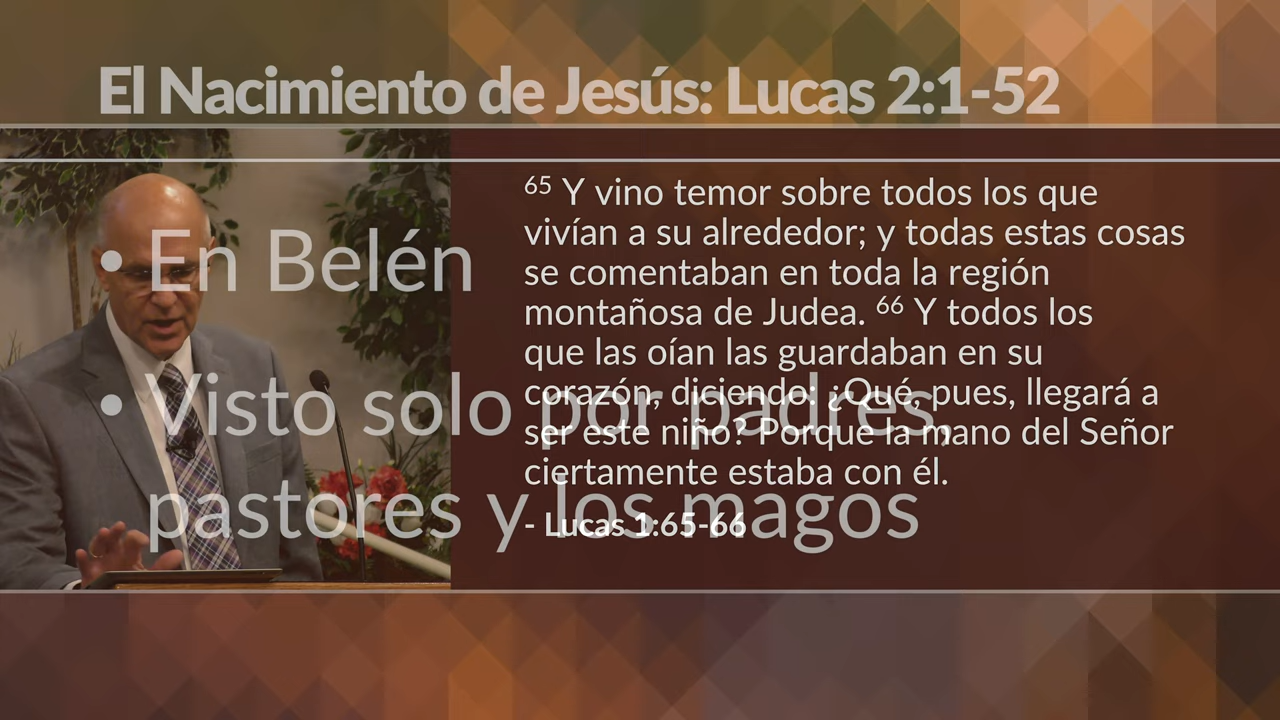 El Nacimiento de Jesús: Lucas 2:1-52
• En Belén
• Visto solo por padres,
pastores y los magos
65 Y vino temor sobre todos los que
vivían a su alrededor; y todas estas cosas
se comentaban en toda la región
montañosa de Judea. 66 Y todos los
que las oían las guardaban en su
corazón, diciendo: ¿Qué, pues, llegará a
ser este niño? Porque la mano del Señor
ciertamente estaba con él.
- Lucas 1:65-66